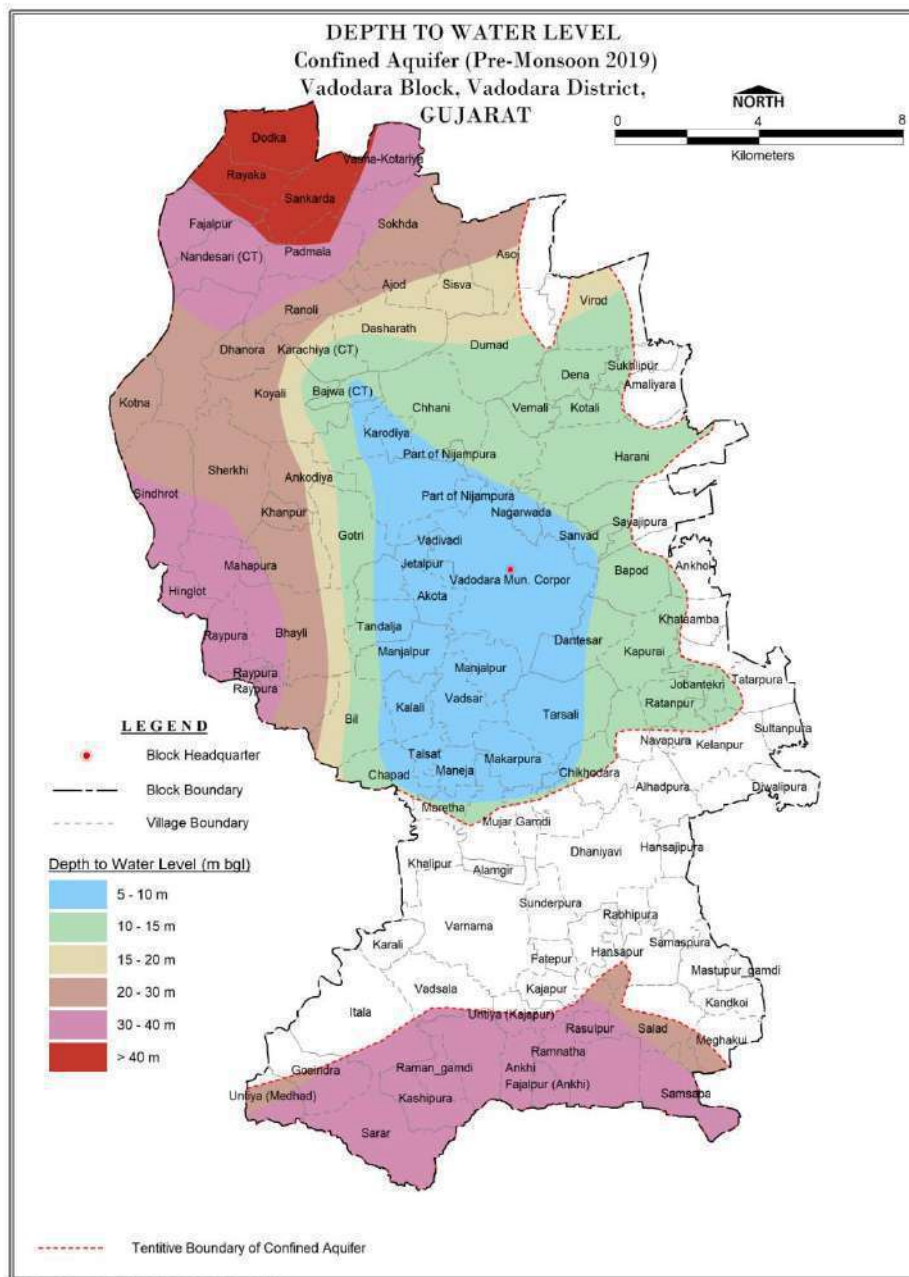 DEPTH TO WATER LEVEL
Confined Aquifer (Pre-Monsoon 2019)
Vadodara Block, Vadodara District,
GUJARAT
NORTH
0 4 8
Kilometers
Dodka
Vasna-Kotariya
Rayaka
Sankarda
Fajalpur
Sokhda
Nandesari (CT)
Padmala
Asoj
Ajod
Sisva
Virod
Ranoli
Dasharath
Dhanora
Karachiya (CT)
Dumad
Sukhlipur
Dena
Amaliyara
Koyali
Bajwa (CT)
Kotna
Chhani
Vemali
Kotali
Karodiya
Part of Nijampura
Harani
Sherkhi
Ankodiya
Sindhrot
Part of Nijampura
Khanpur
Nagarwada
Sayajipura
Gotri
Vadivadi
Sanvad
Mahapura
Jetalpur
Bapod
Ankhol
Vadodara Mun. Corpor
Hinglot
Akota
Khatamba
Raypura
Bhayli
Tandalja
Dantesar
Manjalpur
Kapurai
Raypura
Manjalpur
Jobantekri
Tatarpura
Raypura
Vadsar
Ratanpur
Kalali
Tarsali
Bil
Sultanpura
Navapura
Kelanpur
Talsat
Makarpura
Chapad
Maneja
Chikhodara
Alhadpura
Diwalipura
Maretha
Mujar Gamdi
Hansajipura
Dhaniyavi
Khalipur
Alamgir
Sunderpura
Rabhipura
Varnama
Karali
Samaspura
Hansapur
Fatepur
Mastupur_gamdi
Vadsala
Kajapur
Kandkoi
Itala
Untiya (Kajapur)
Rasulpur
Salad
Meghakui
Ramnatha
Gosindra
Raman_gamdi
Ankhi
Untiya (Medhad)
Kashipura
Fajalpur (Ankhi)
Samsaba
Sarar
LEGEND
Block Headquarter
Block Boundary
Village Boundary
Depth to Water Level (m bgl)
5 - 10 m
10 - 15 m
15 - 20 m
20 - 30 m
30 - 40 m
> 40 m
Tentitive Boundary of Confined Aquifer